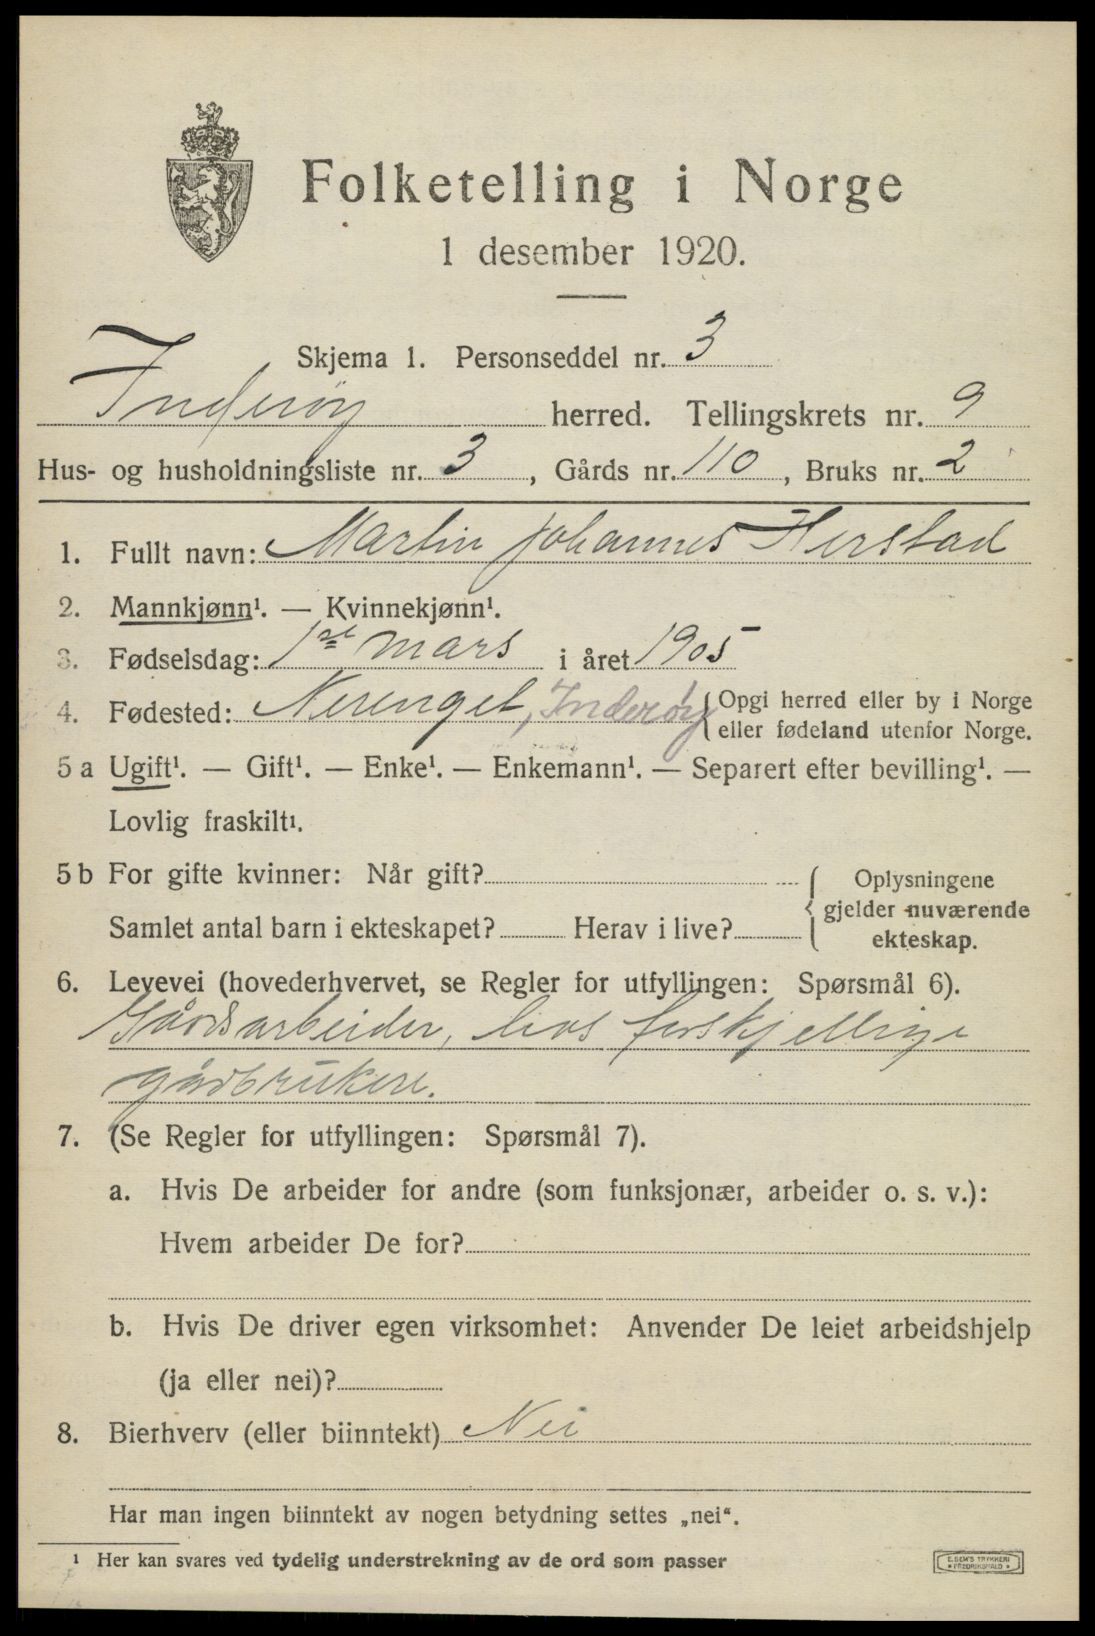 Folketelling i Norge
1 desember 1920.
Skjema 1. Personseddel nr. 3
Inderøy herred. Tellingskrets nr. 9
Hus- og husholdningsliste nr. 3, Gårds nr. 110, Bruks nr. 2
1. Fullt navn: Martin Johannes Herstad
2. Mannkjønn¹. — Kvinnekjønn¹.
3. Fødselsdag: 1ste mars i året 1905
4. Fødested: Nerenget, Inderøy { Opgi herred eller by i Norge
eller fødeland utenfor Norge.
5 a Ugift¹. — Gift¹. — Enke¹. — Enkemann¹. — Separert efter bevilling¹. —
Lovlig fraskilt¹.
5 b For gifte kvinner: Når gift? { Oplysningene
gjelder nuværende
Samlet antal barn i ekteskapet? Herav i live?
ekteskap.
6. Levevei (hovederhvervet, se Regler for utfyllingen: Spørsmål 6).
Gårdsarbeider, hos forskjellige
gårbrukere.
7. (Se Regler for utfyllingen: Spørsmål 7).
a. Hvis De arbeider for andre (som funksjonær, arbeider o. s. v.):
Hvem arbeider De for?
b. Hvis De driver egen virksomhet: Anvender De leiet arbeidshjelp
(ja eller nei)?
8. Bierhverv (eller biinntekt) Nei
Har man ingen biinntekt av nogen betydning settes „nei“.
¹ Her kan svares ved tydelig understrekning av de ord som passer
E. SEM'S TRYKKERI
FREDRIKSHALD